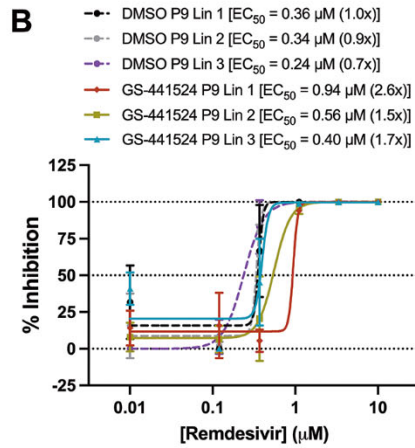 B
DMSO P9 Lin 1 [EC50 = 0.36 µM (1.0x)]
DMSO P9 Lin 2 [EC50 = 0.34 µM (0.9x)]
DMSO P9 Lin 3 [EC50 = 0.24 µM (0.7x)]
GS-441524 P9 Lin 1 [EC50 = 0.94 µM (2.6x)]
GS-441524 P9 Lin 2 [EC50 = 0.56 µM (1.5x)]
GS-441524 P9 Lin 3 [EC50 = 0.40 µM (1.7x)]
% Inhibition
125
100
75
50
25
0
-25
0.01 0.1 1 10
[Remdesivir] (µM)